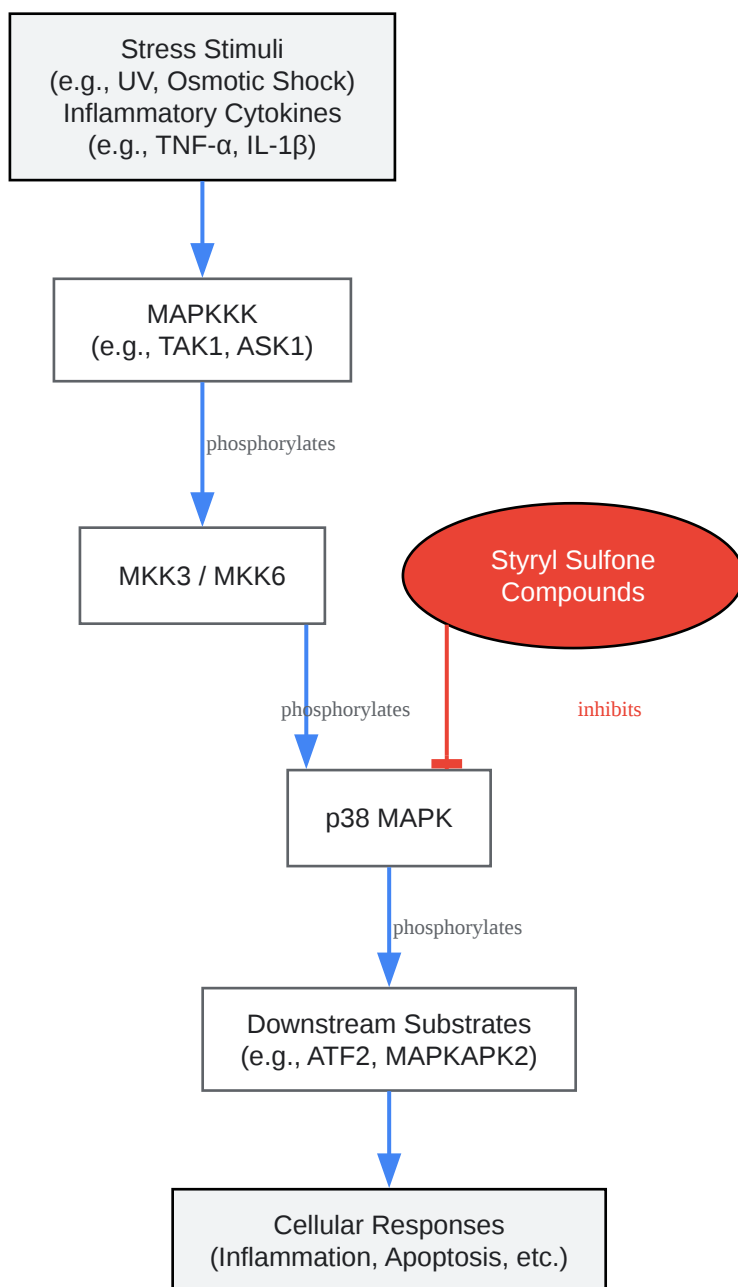 Stress Stimuli
(e.g., UV, Osmotic Shock)
Inflammatory Cytokines
(e.g., TNF-α, IL-1β)
MAPKKK
(e.g., TAK1, ASK1)
phosphorylates
MKK3 / MKK6
Styryl Sulfone
Compounds
phosphorylates
inhibits
p38 MAPK
phosphorylates
Downstream Substrates
(e.g., ATF2, MAPKAPK2)
Cellular Responses
(Inflammation, Apoptosis, etc.)